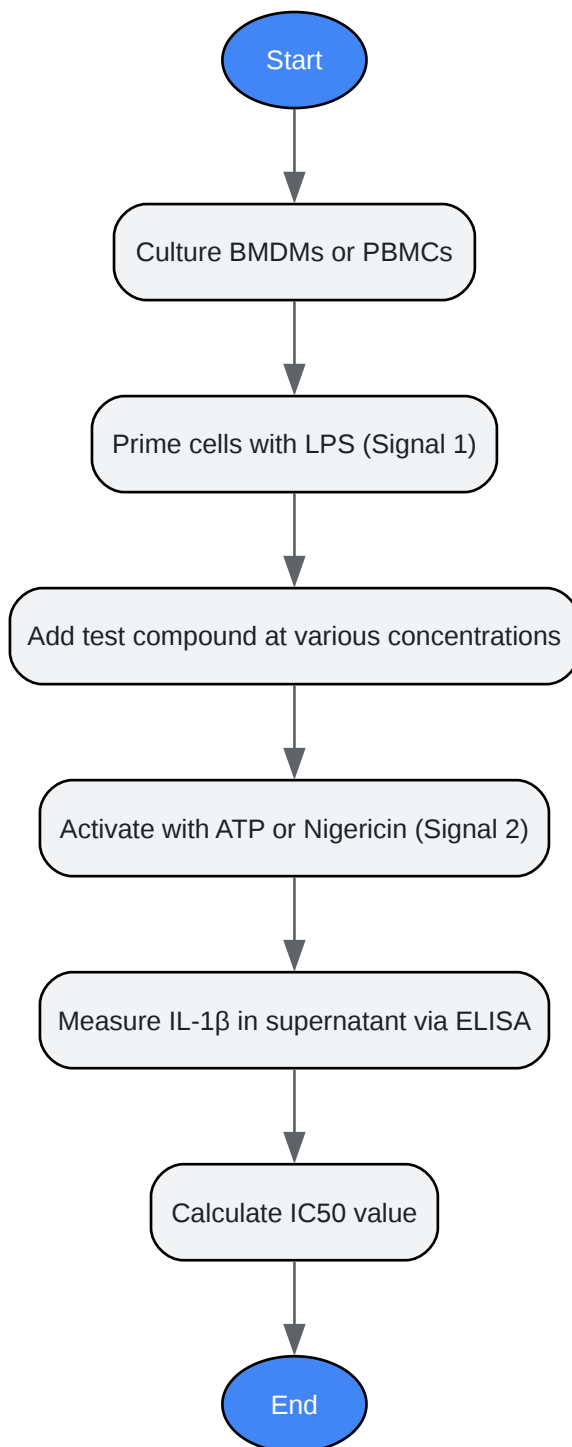 Start
Culture BMDMs or PBMCs
Prime cells with LPS (Signal 1)
Add test compound at various concentrations
Activate with ATP or Nigericin (Signal 2)
Measure IL-1β in supernatant via ELISA
Calculate IC50 value
End